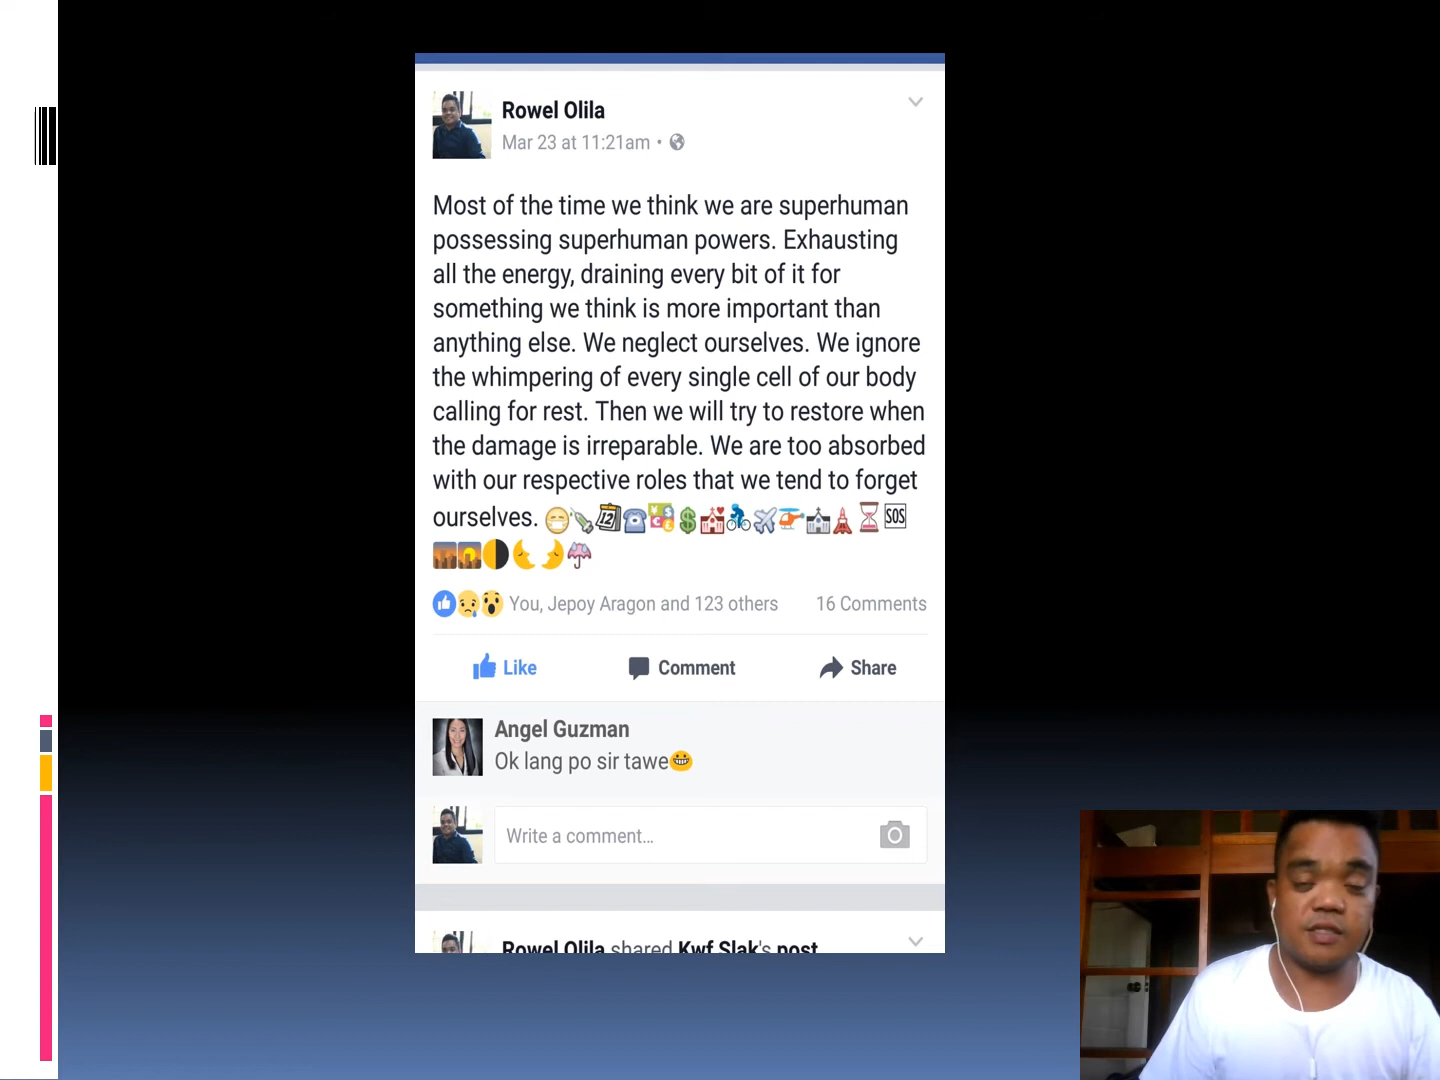 Rowel Olila
Mar 23 at 11:21am •
Most of the time we think we are superhuman
possessing superhuman powers. Exhausting
all the energy, draining every bit of it for
something we think is more important than
anything else. We neglect ourselves. We ignore
the whimpering of every single cell of our body
calling for rest. Then we will try to restore when
the damage is irreparable. We are too absorbed
with our respective roles that we tend to forget
ourselves. 😷💉📅☎💱💲💒🚴✈🚁⛪🗼⏳🆘
🌆🌇🌓🌛🌜☔
You, Jepoy Aragon and 123 others 16 Comments
Like Comment Share
Angel Guzman
Ok lang po sir tawe😀
Write a comment...
Rowel Olila shared Kwf Slak's post